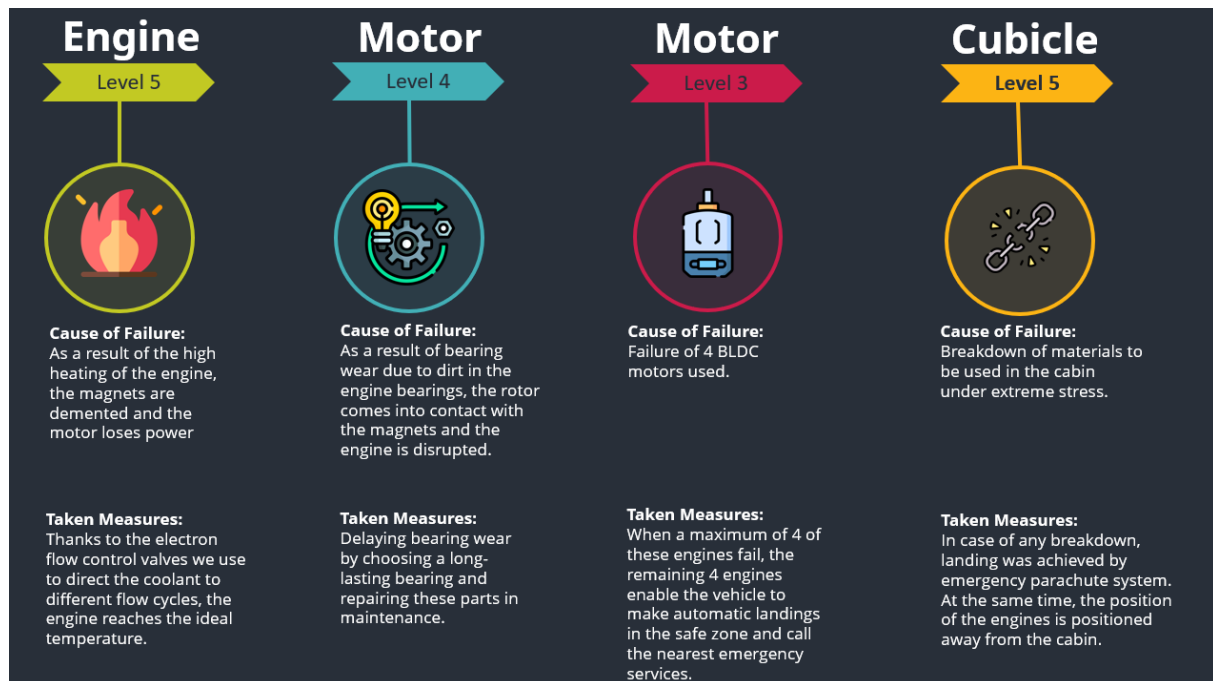 Engine
Level 5
Cause of Failure:
As a result of the high
heating of the engine,
the magnets are
demented and the
motor loses power
Taken Measures:
Thanks to the electron
flow control valves we use
to direct the coolant to
different flow cycles, the
engine reaches the ideal
temperature.
Motor
Level 4
Cause of Failure:
As a result of bearing
wear due to dirt in the
engine bearings, the rotor
comes into contact with
the magnets and the
engine is disrupted.
Taken Measures:
Delaying bearing wear
by choosing a long-
lasting bearing and
repairing these parts in
maintenance.
Motor
Level 3
Cause of Failure:
Failure of 4 BLDC
motors used.
Taken Measures:
When a maximum of 4 of
these engines fail, the
remaining 4 engines
enable the vehicle to
make automatic landings
in the safe zone and call
the nearest emergency
services.
Cubicle
Level 5
Cause of Failure:
Breakdown of materials to
be used in the cabin
under extreme stress.
Taken Measures:
In case of any breakdown,
landing was achieved by
emergency parachute system.
At the same time, the position
of the engines is positioned
away from the cabin.